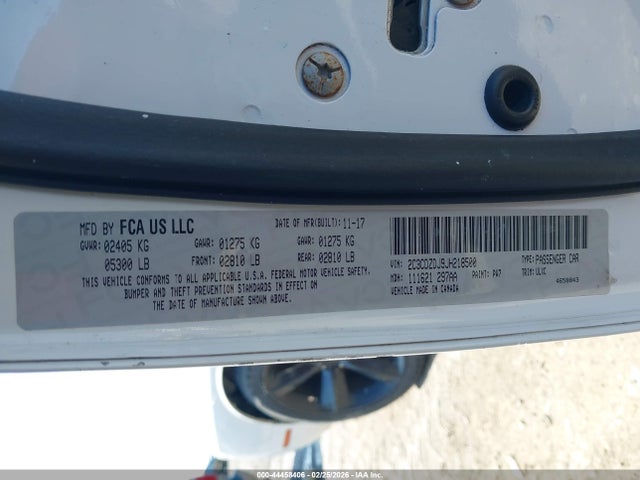 MFD BY FCA US LLC DATE OF MFR(BUILT): 11-17
GVWR: 02405 KG GAWR: 01275 KG GAWR: 01275 KG
05300 LB FRONT: 02810 LB REAR: 02810 LB
THIS VEHICLE CONFORMS TO ALL APPLICABLE U.S.A. FEDERAL MOTOR VEHICLE SAFETY,
BUMPER AND THEFT PREVENTION STANDARDS IN EFFECT ON
THE DATE OF MANUFACTURE SHOWN ABOVE
VIN: 2C3CDZDJ9JH218500 TYPE: PASSENGER CAR
MDH: 111621 297AA PAINT: PW7 TRIM: ULVC
VEHICLE MADE IN CANADA 4658843
000-44458406 02/25/2026 - COPART